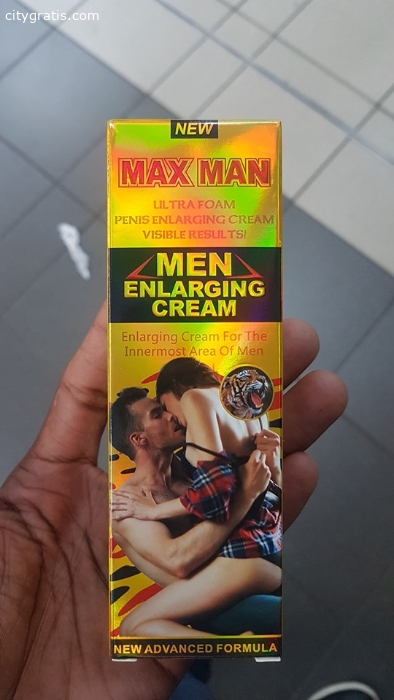 citygratis.com
NEW
MAX MAN
ULTRA FOAM
PENIS ENLARGING CREAM
VISIBLE RESULTS!
MEN
ENLARGING
CREAM
Enlarging Cream For The
Innermost Area Of Men
NEW ADVANCED FORMULA